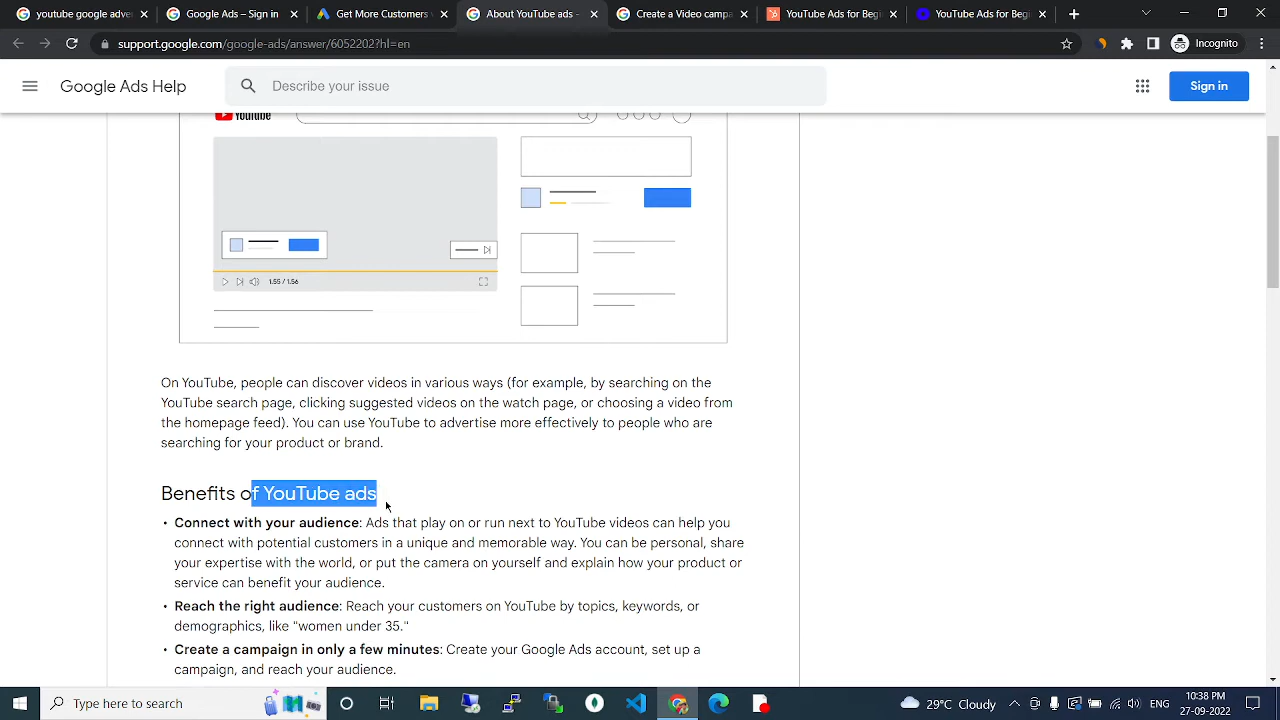 youtube google adve
Google Ads – Sign in
Get More Customers
About YouTube ads -
Create a Video campa
YouTube Ads for Begi
YouTube Ads for Begi
support.google.com/google-ads/answer/6052202?hl=en
Incognito
Google Ads Help
Describe your issue
Sign in
YouTube
1:55 / 1:56
On YouTube, people can discover videos in various ways (for example, by searching on the
YouTube search page, clicking suggested videos on the watch page, or choosing a video from
the homepage feed). You can use YouTube to advertise more effectively to people who are
searching for your product or brand.
Benefits of YouTube ads
• Connect with your audience: Ads that play on or run next to YouTube videos can help you
connect with potential customers in a unique and memorable way. You can be personal, share
your expertise with the world, or put the camera on yourself and explain how your product or
service can benefit your audience.
• Reach the right audience: Reach your customers on YouTube by topics, keywords, or
demographics, like "women under 35."
• Create a campaign in only a few minutes: Create your Google Ads account, set up a
campaign, and reach your audience.
Type here to search
29°C Cloudy
ENG
10:38 PM
27-09-2022